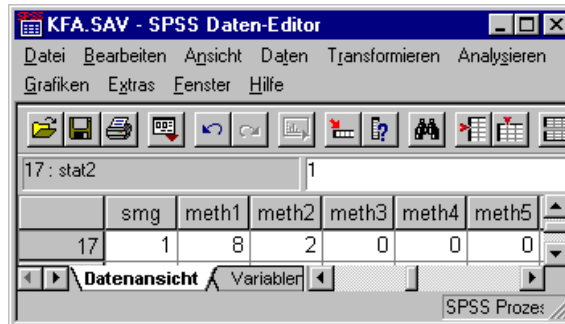 KFA.SAV - SPSS Daten-Editor
Datei Bearbeiten Ansicht Daten Transformieren Analysieren
Grafiken Extras Fenster Hilfe
17 : stat2 1
smg meth1 meth2 meth3 meth4 meth5
17 1 8 2 0 0 0
Datenansicht Variablen
SPSS Prozes